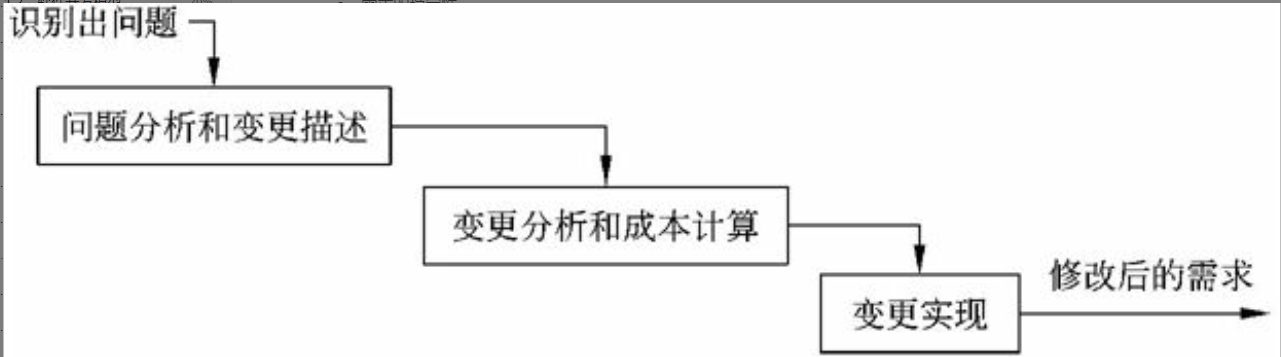 识别出问题
问题分析和变更描述
变更分析和成本计算
变更实现
修改后的需求